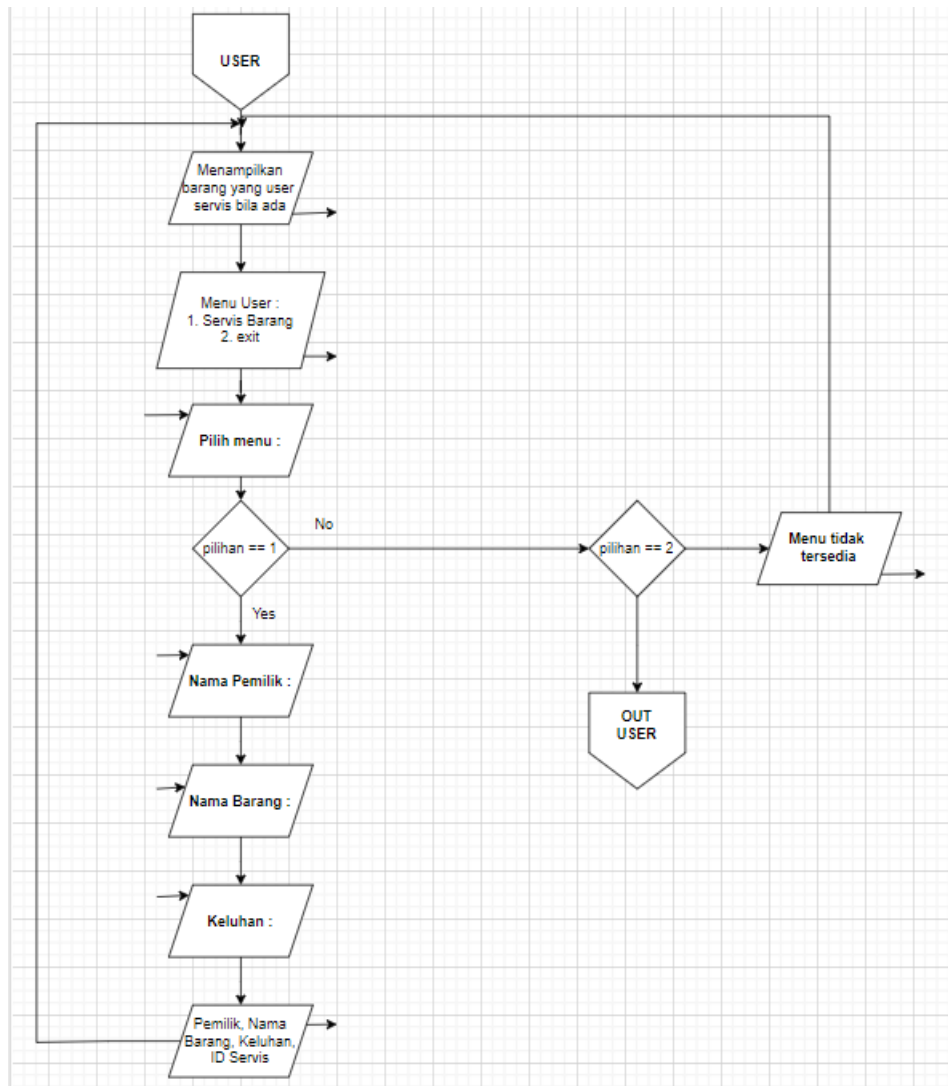 USER
Menampilkan
barang yang user
servis bila ada
Menu User :
1. Servis Barang
2. exit
Pilih menu :
pilihan == 1
No
pilihan == 2
Menu tidak
tersedia
Yes
Nama Pemilik :
OUT
USER
Nama Barang :
Keluhan :
Pemilik, Nama
Barang, Keluhan,
ID Servis